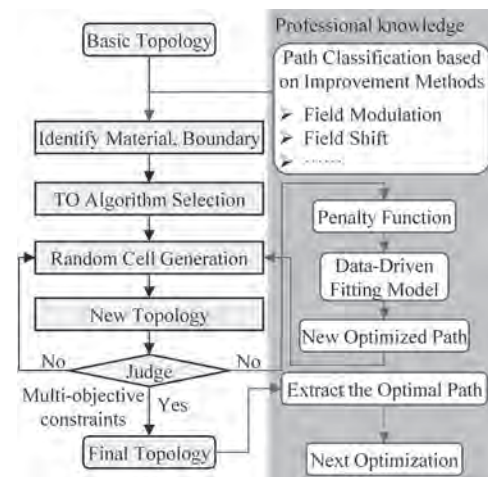 Basic Topology
Identify Material, Boundary
TO Algorithm Selection
Random Cell Generation
New Topology
No
Judge
No
Multi-objective
constraints
Yes
Final Topology
Professional knowledge
Path Classification based
on Improvement Methods
➢ Field Modulation
➢ Field Shift
➢ ……
Penalty Function
Data-Driven
Fitting Model
New Optimized Path
Extract the Optimal Path
Next Optimization